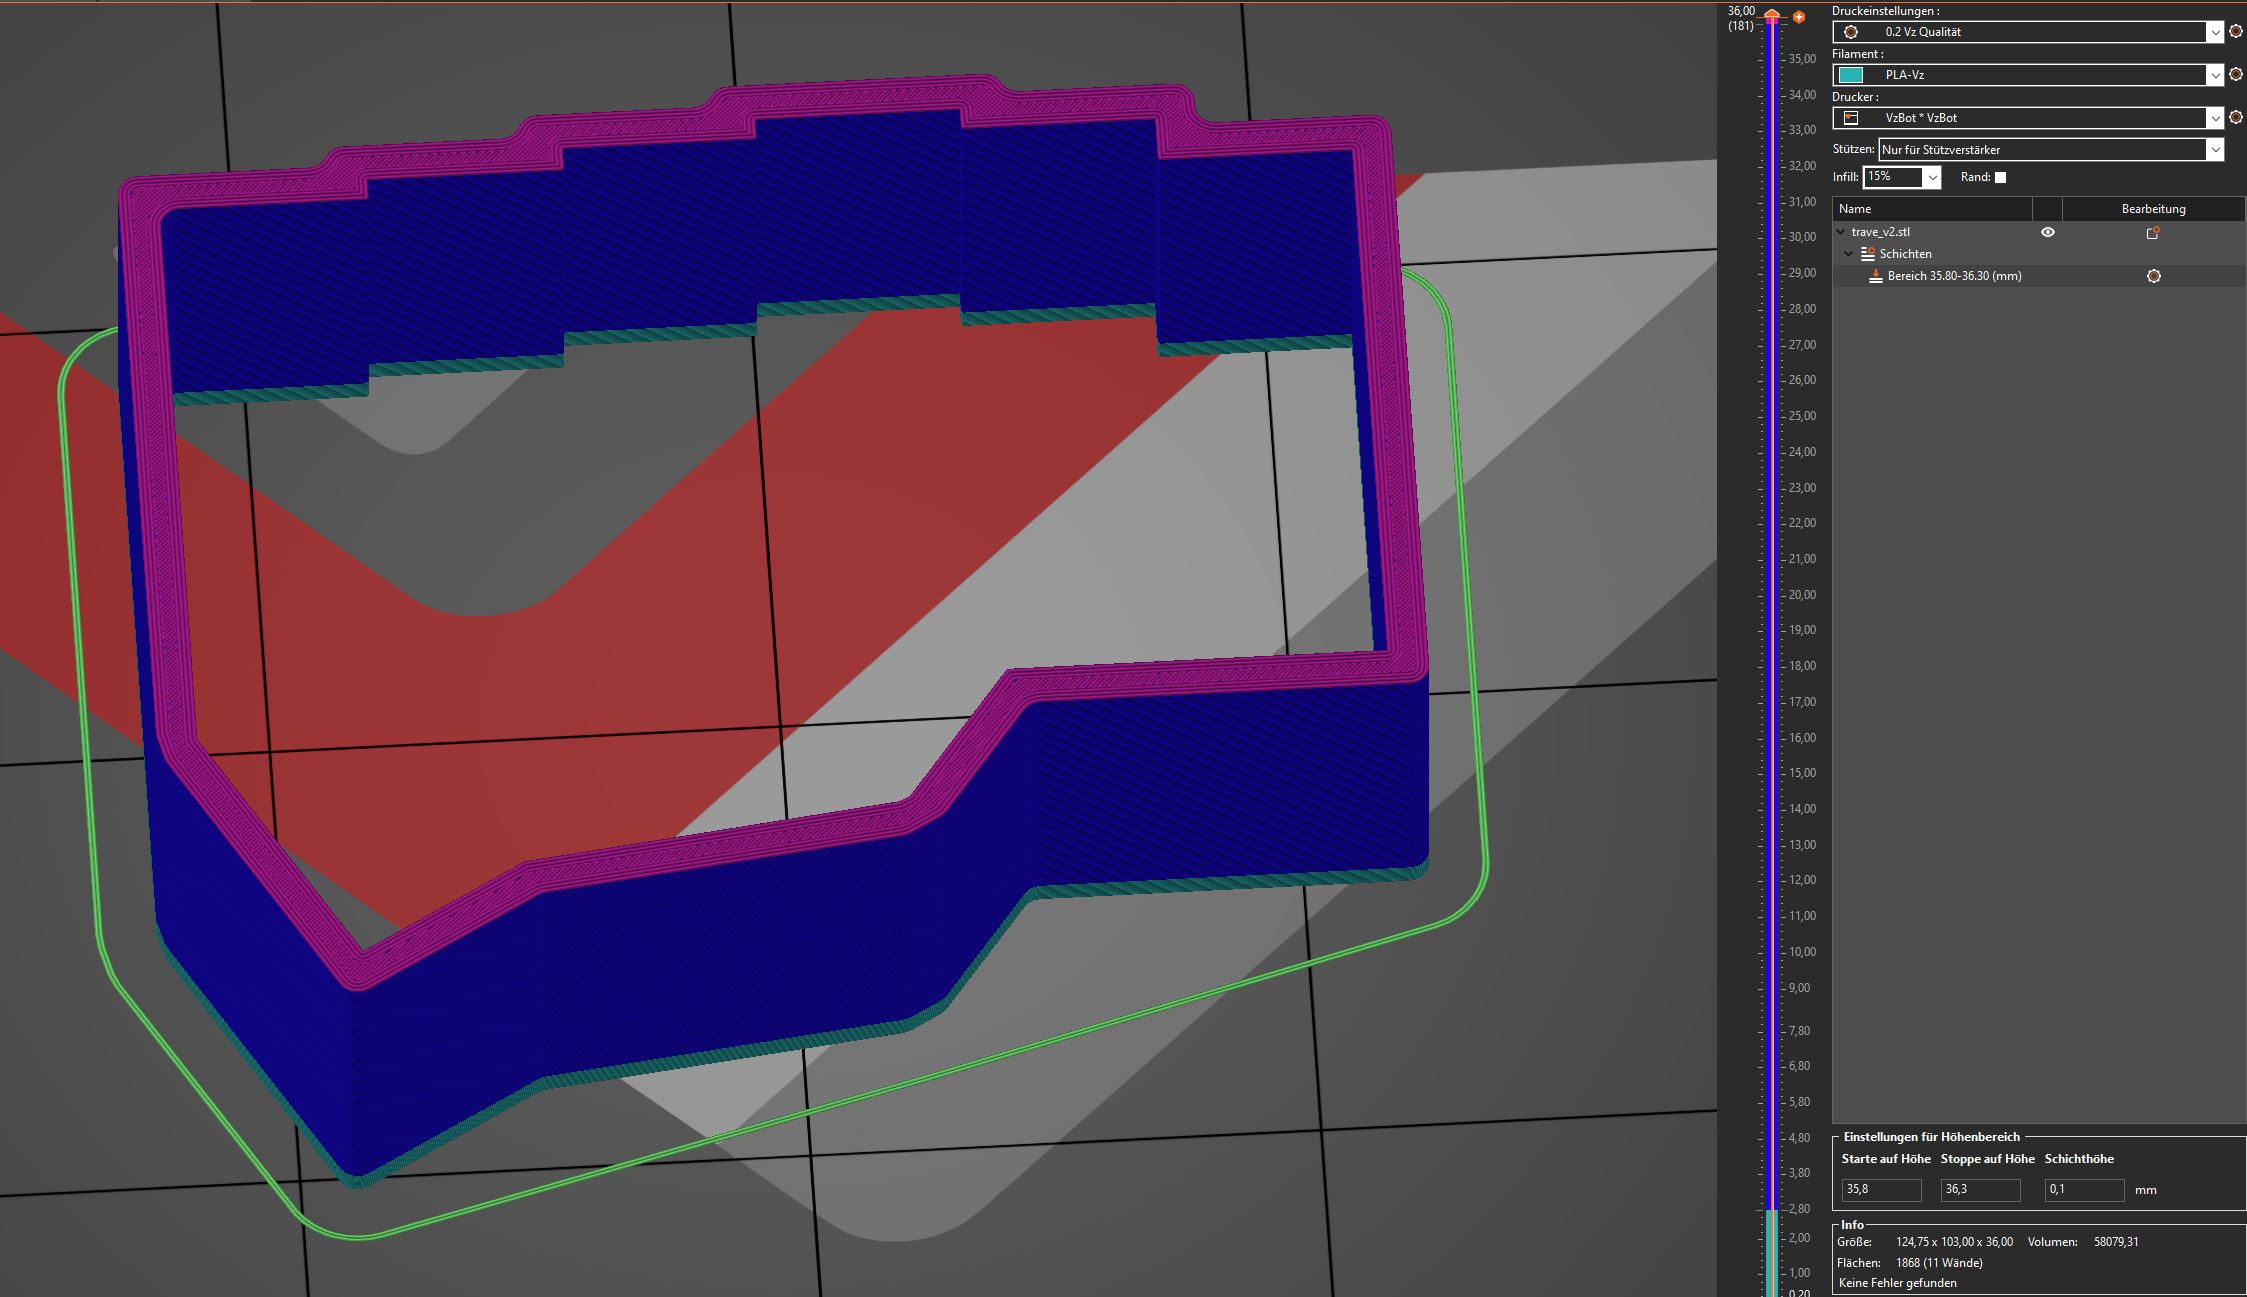 36,00
(181)
35,00
34,00
33,00
32,00
31,00
30,00
29,00
28,00
27,00
26,00
25,00
24,00
23,00
22,00
21,00
20,00
19,00
18,00
17,00
16,00
15,00
14,00
13,00
12,00
11,00
10,00
9,00
7,80
6,80
5,80
4,80
3,80
2,80
2,00
1,00
0,20
Druckeinstellungen :
0.2 Vz Qualität
Filament :
PLA-Vz
Drucker :
VzBot * VzBot
Stützen: Nur für Stützverstärker
Infill: 15% Rand:
Name Bearbeitung
trave_v2.stl
Schichten
Bereich 35.80-36.30 (mm)
Einstellungen für Höhenbereich
Starte auf Höhe Stoppe auf Höhe Schichthöhe
35,8 36,3 0,1 mm
Info
Größe: 124,75 x 103,00 x 36,00 Volumen: 58079,31
Flächen: 1868 (11 Wände)
Keine Fehler gefunden